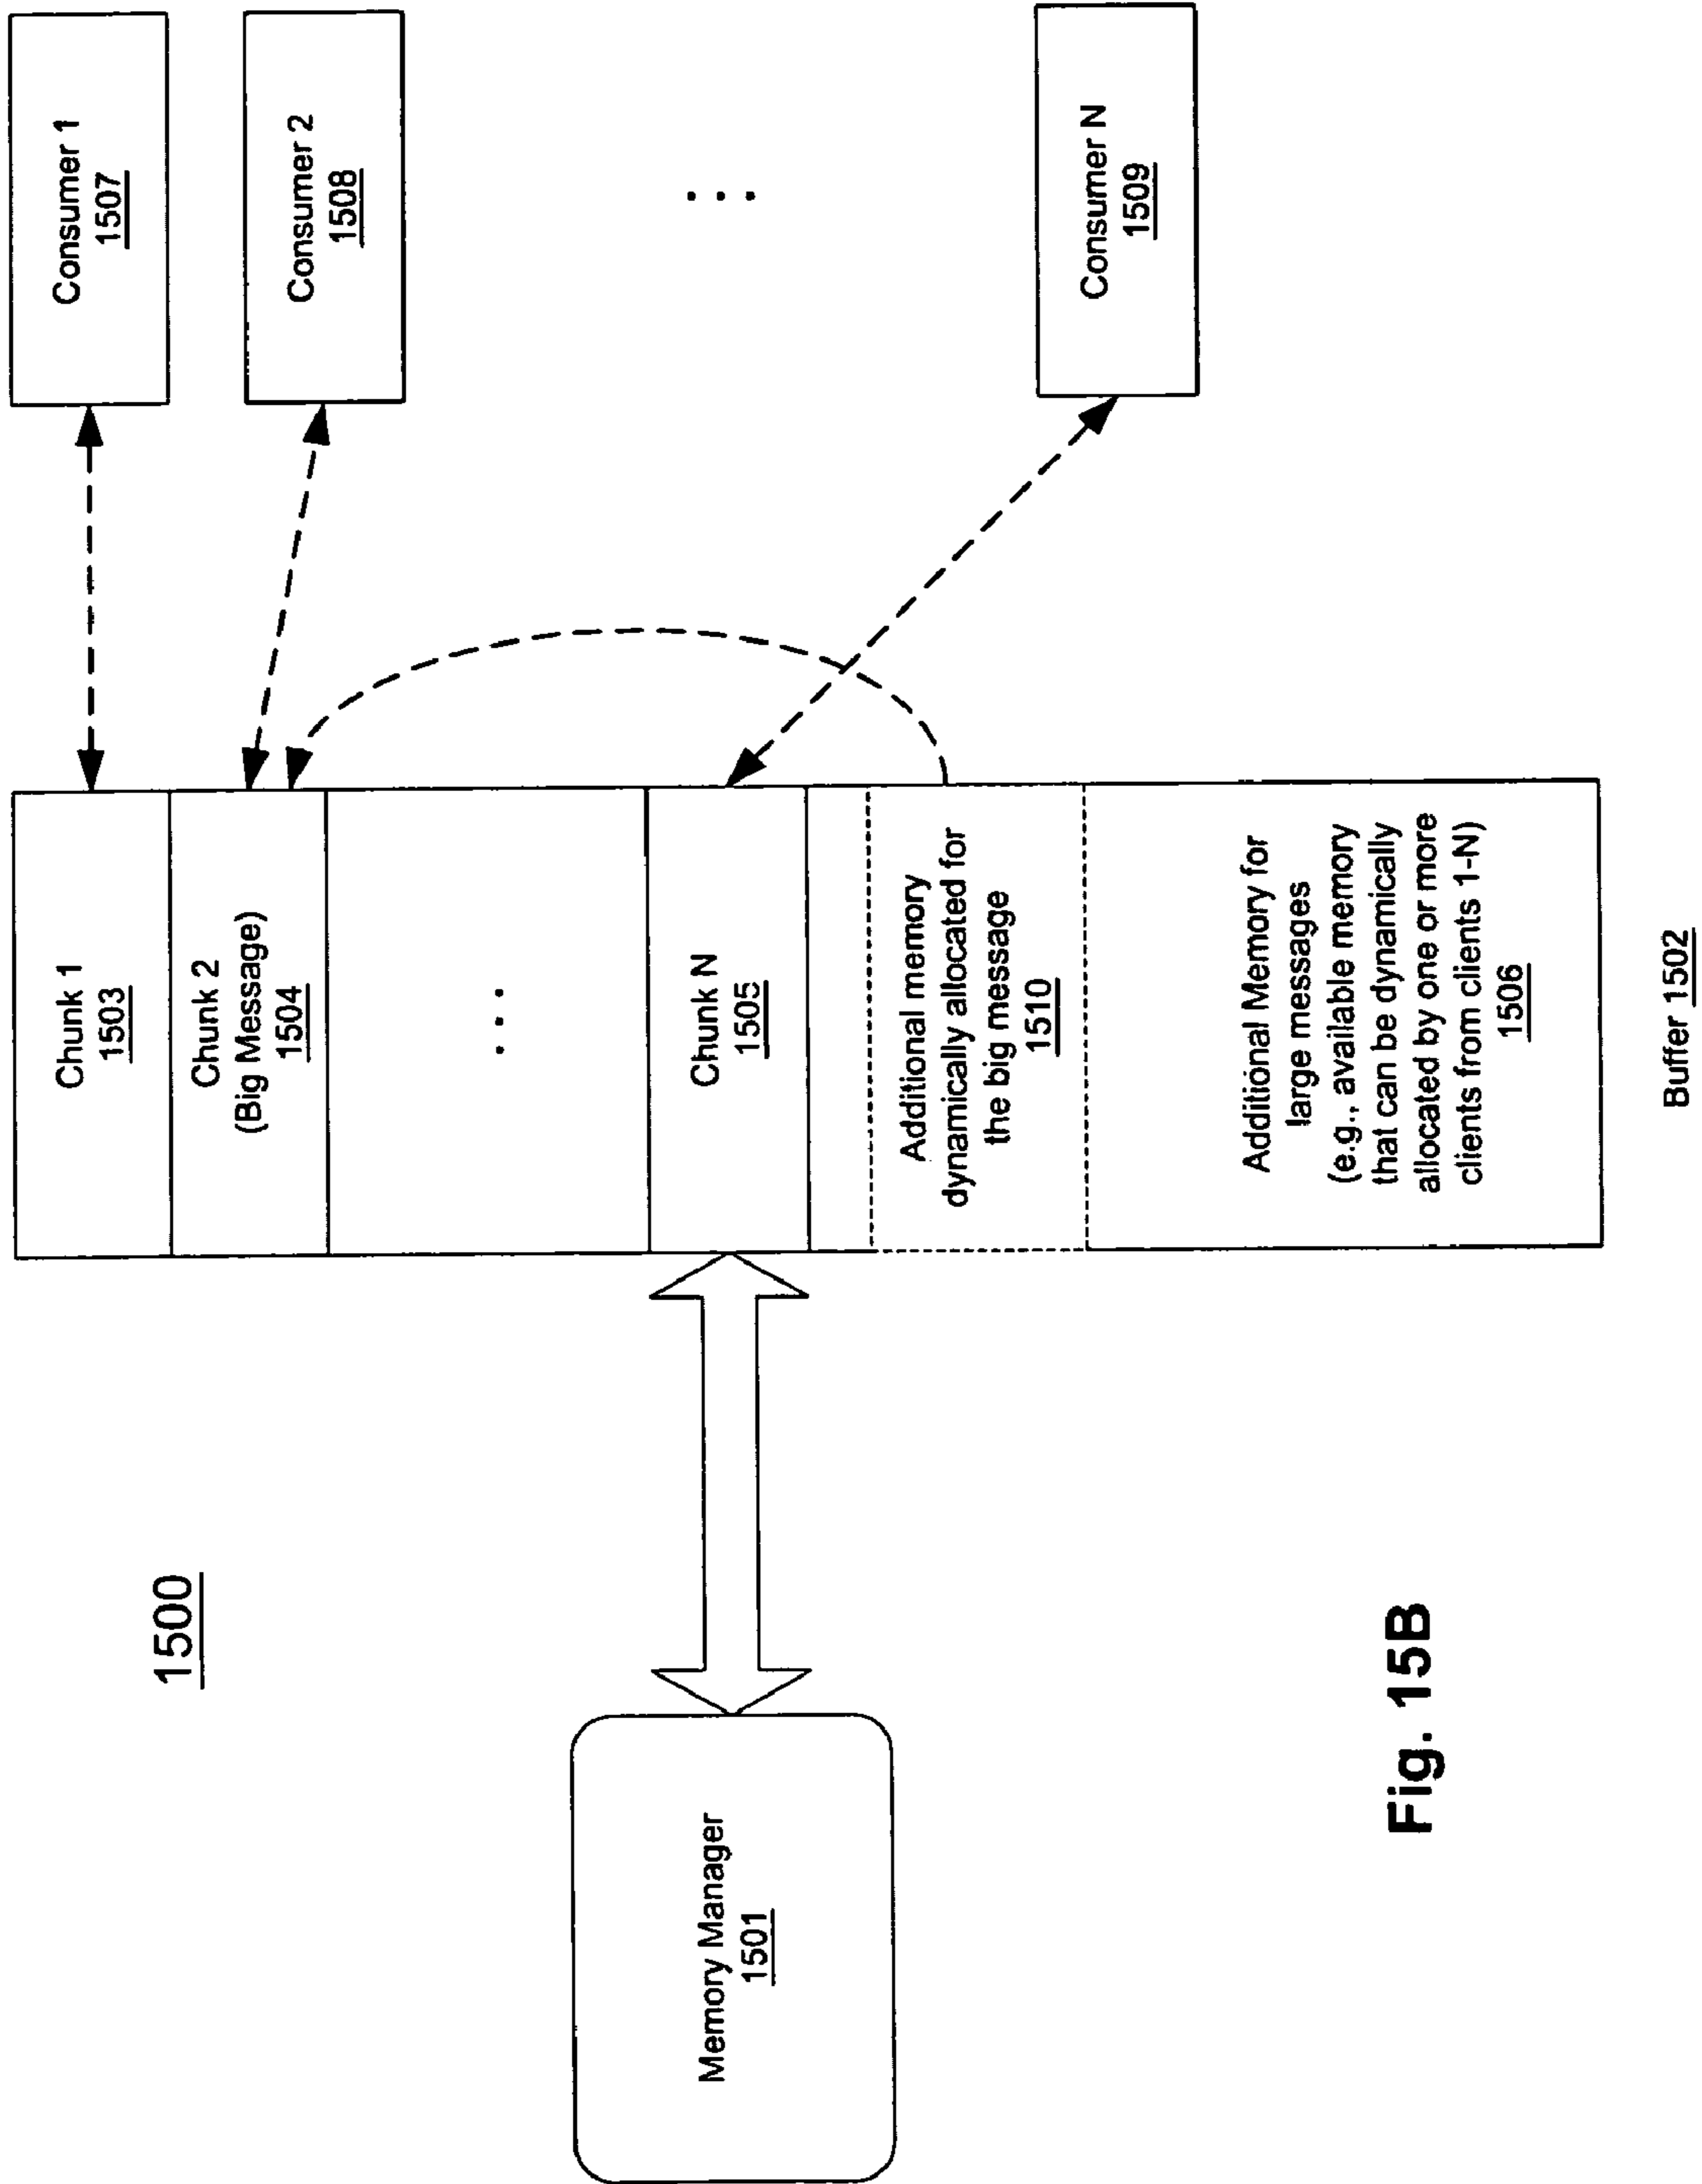 1500
Memory Manager
1501
Chunk 1
1503
Chunk 2
(Big Message)
1504
...
Chunk N
1505
Additional memory
dynamically allocated for
the big message
1510
Additional Memory for
large messages
(e.g., available memory
that can be dynamically
allocated by one or more
clients from clients 1-N)
1506
Buffer 1502
Consumer 1
1507
Consumer 2
1508
...
Consumer N
1509
Fig. 15B